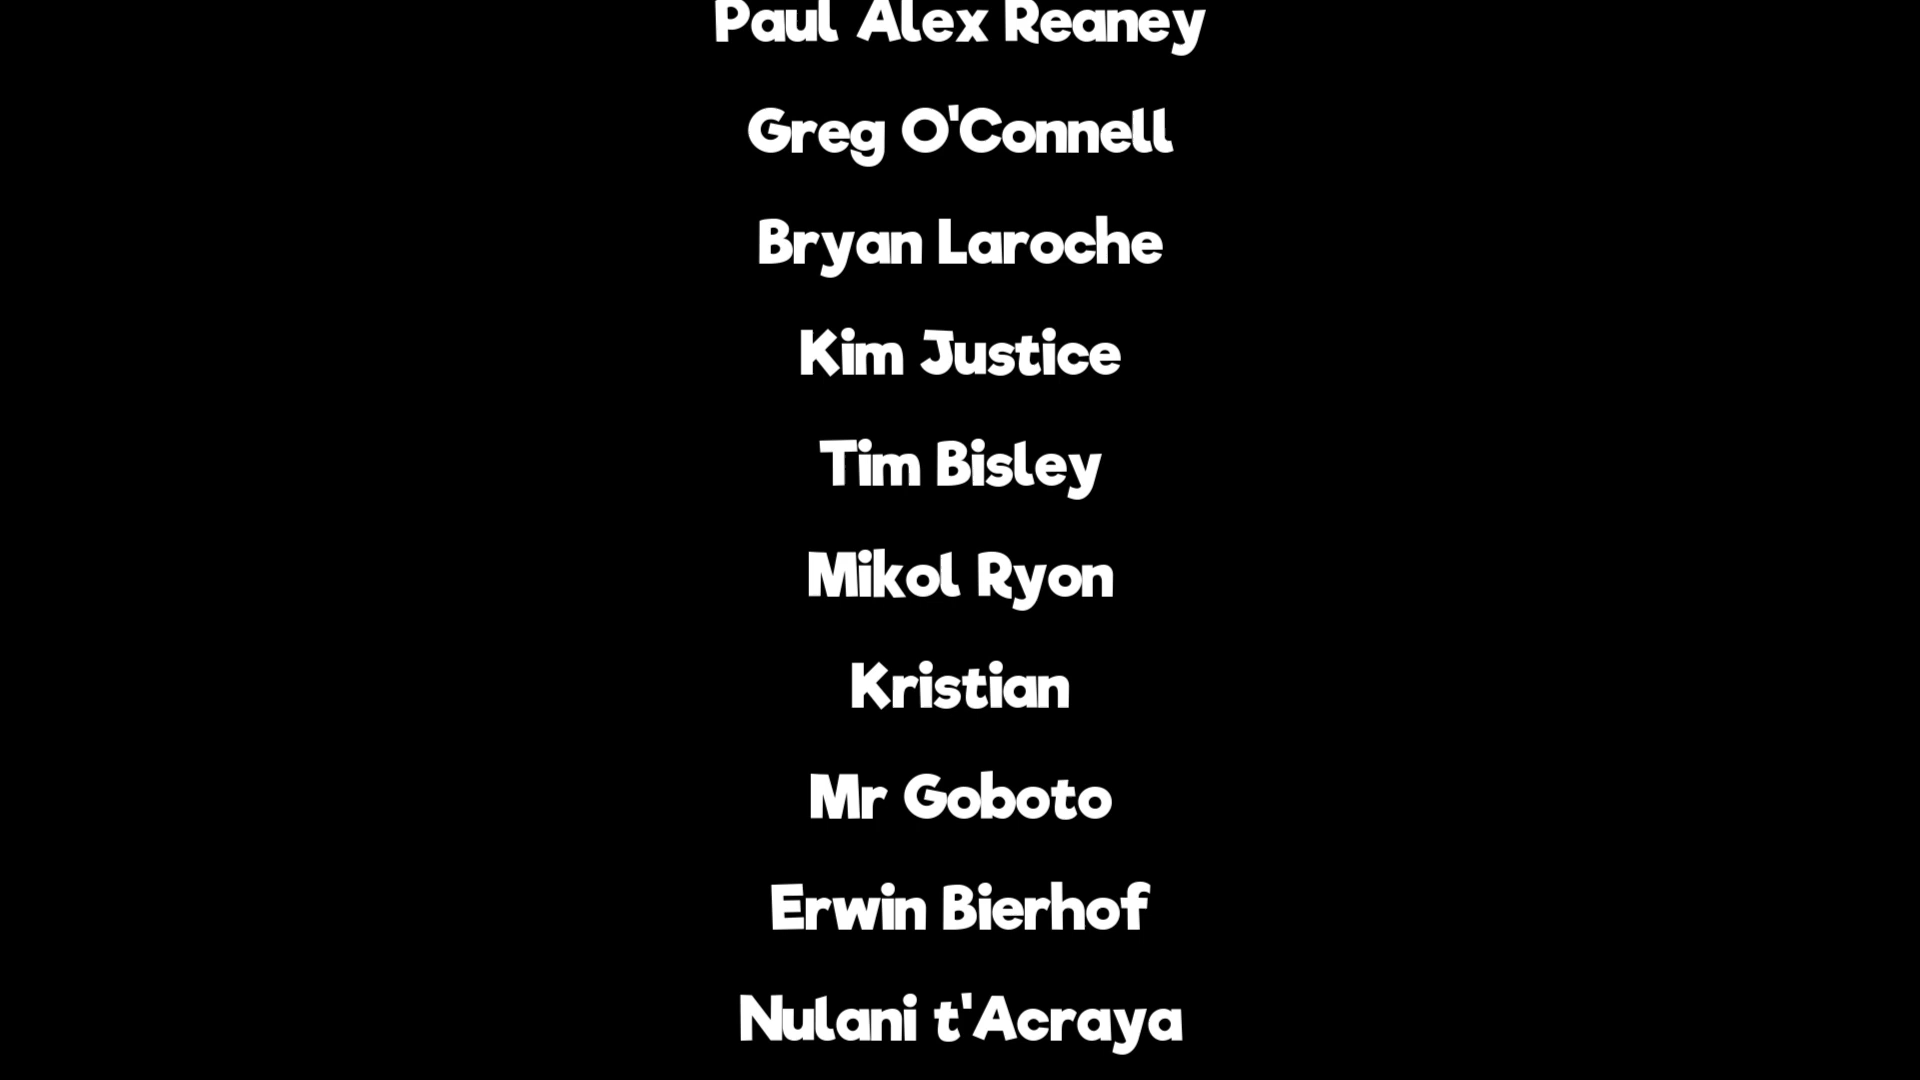 Paul Alex Reaney
Greg O'Connell
Bryan Laroche
Kim Justice
Tim Bisley
Mikol Ryon
Kristian
Mr Goboto
Erwin Bierhof
Nulani t'Acraya